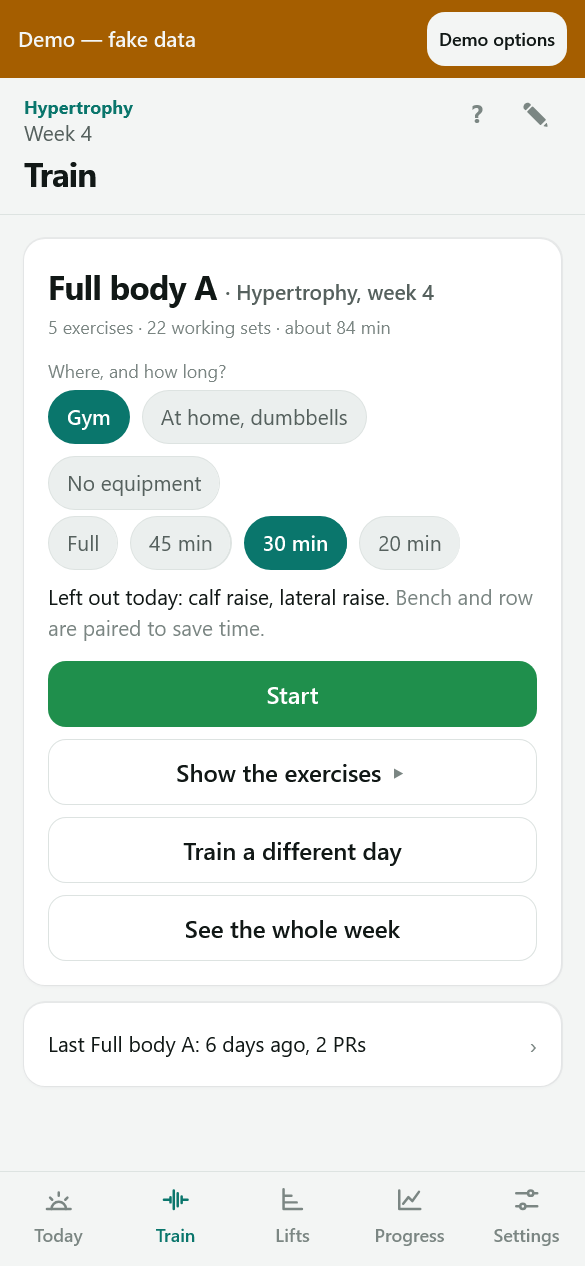 Demo — fake data
Demo options
Hypertrophy
Week 4
?
Train
Full body A · Hypertrophy, week 4
5 exercises · 22 working sets · about 84 min
Where, and how long?
Gym
At home, dumbbells
No equipment
Full
45 min
30 min
20 min
Left out today: calf raise, lateral raise. Bench and row
are paired to save time.
Start
Show the exercises
Train a different day
See the whole week
Last Full body A: 6 days ago, 2 PRs
Today
Train
Lifts
Progress
Settings